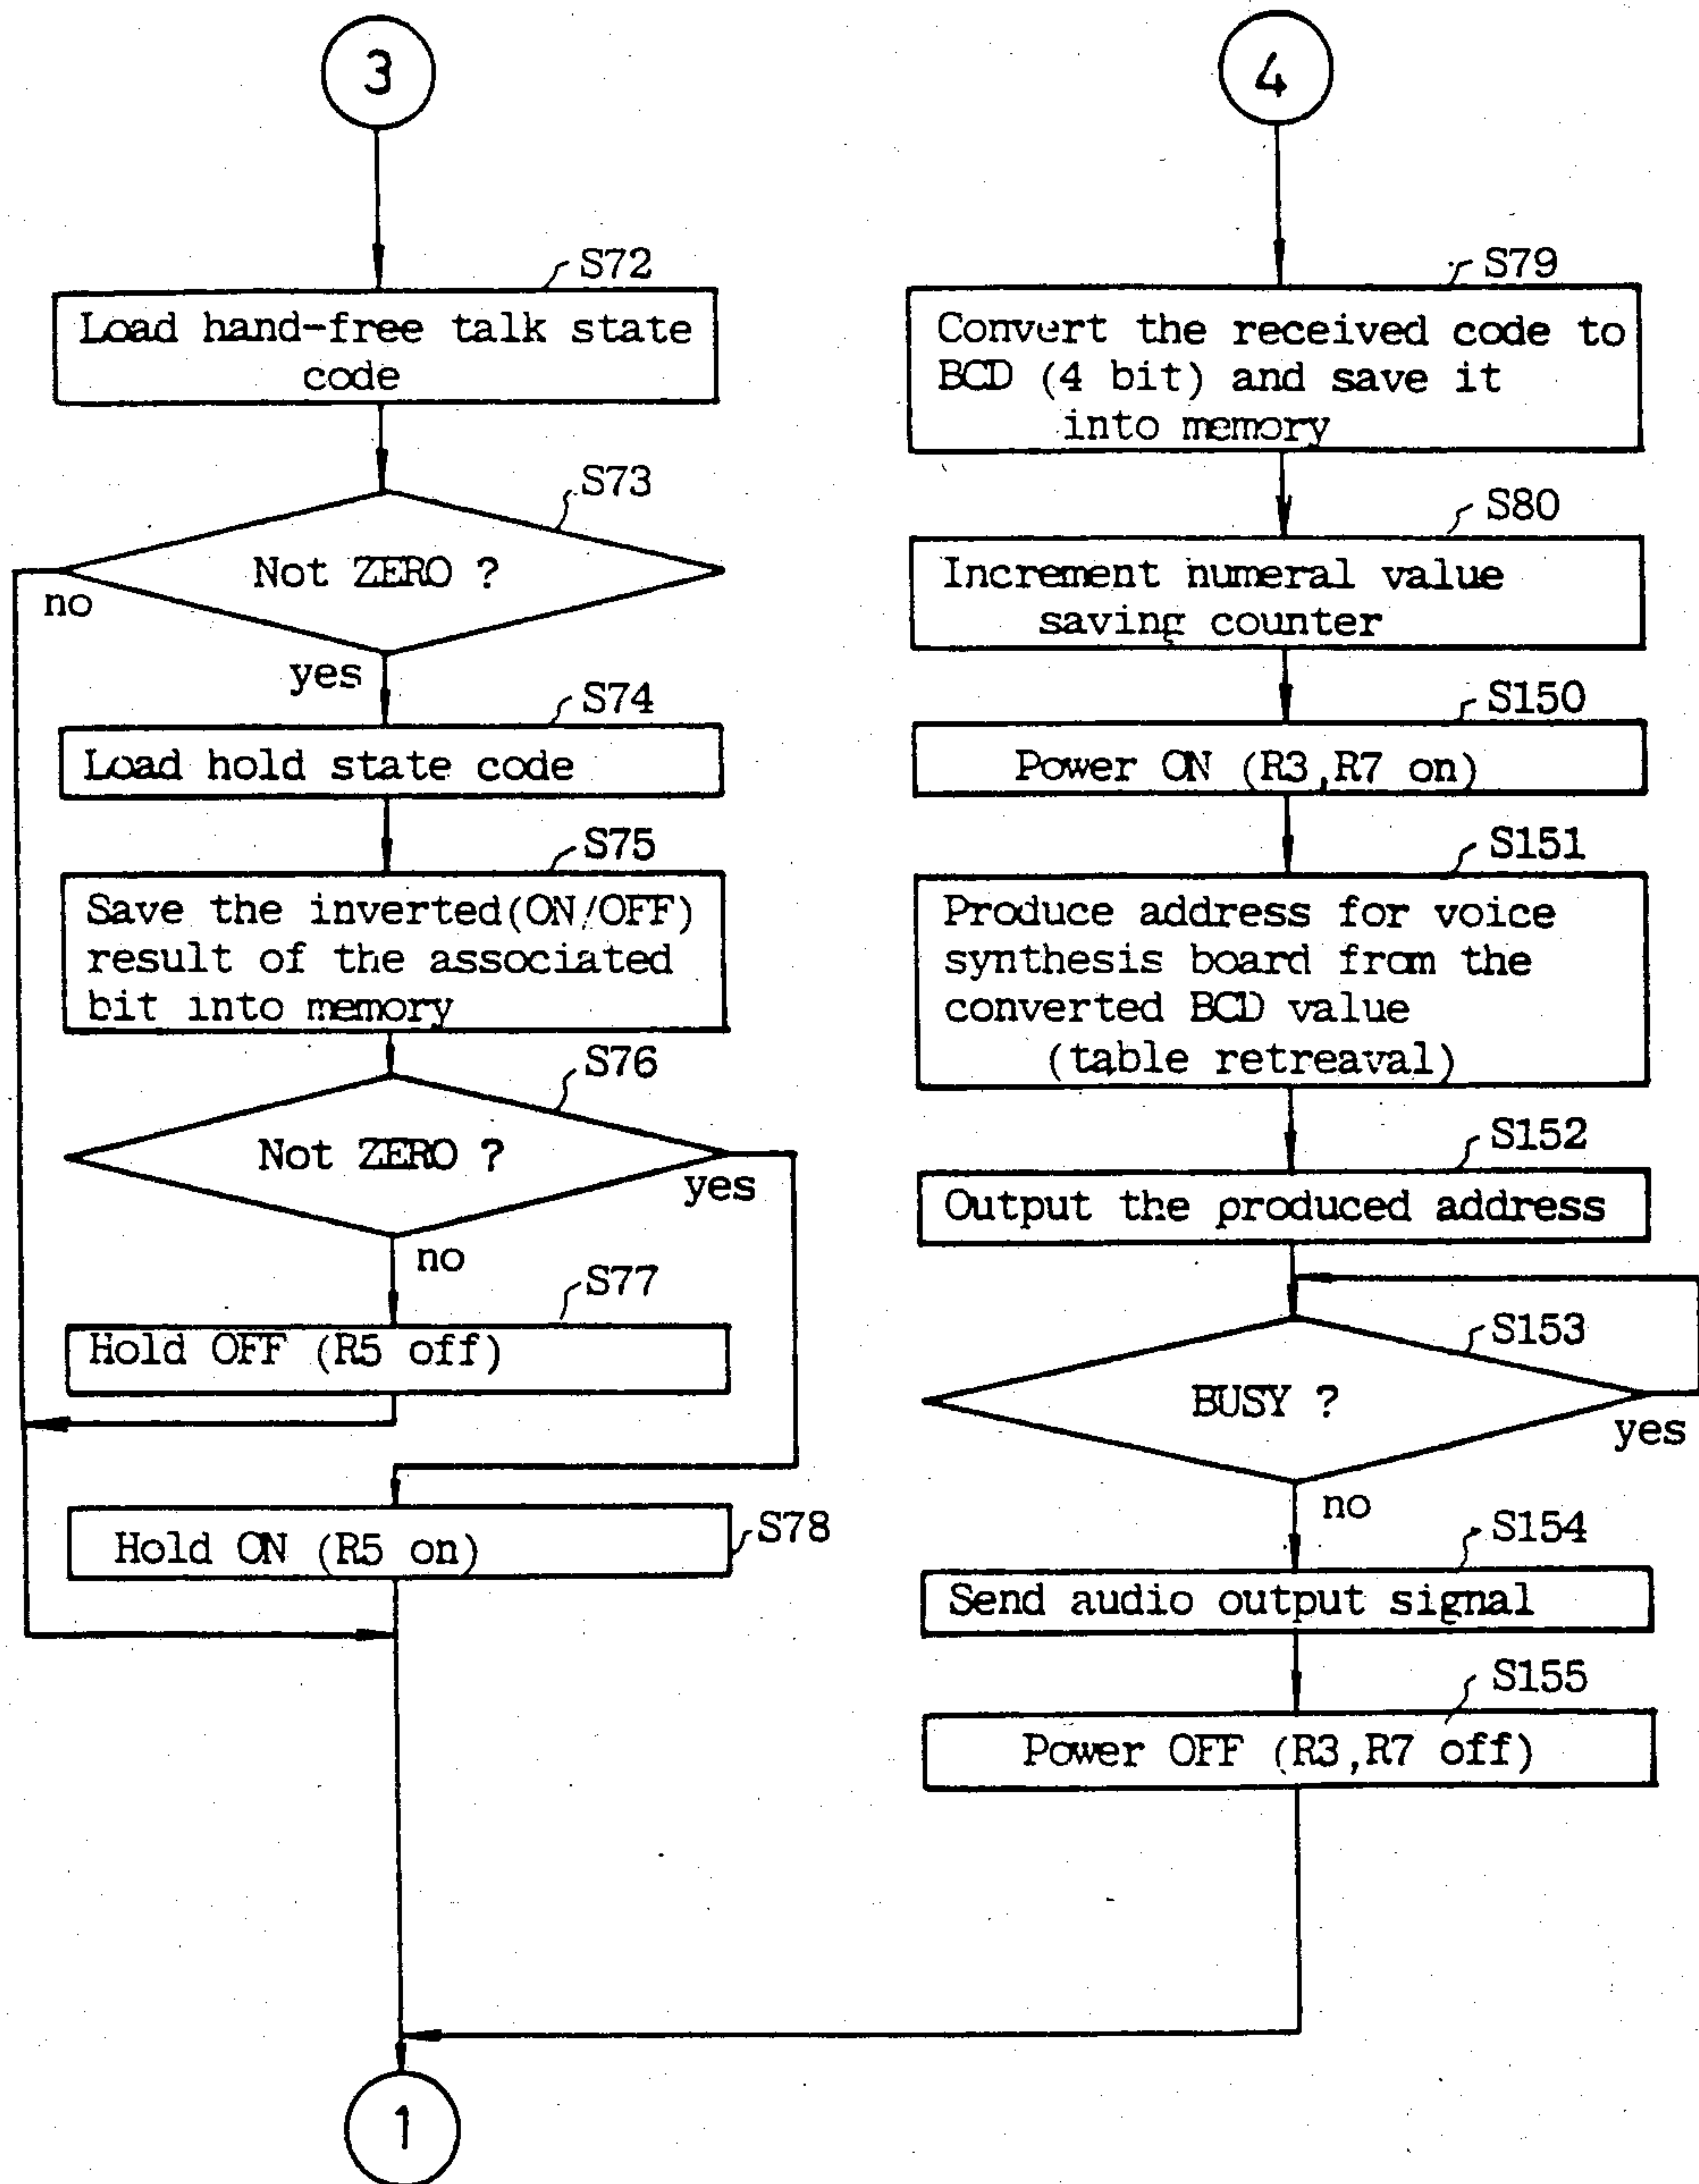 3
S72
Load hand-free talk state
code
S73
Not ZERO ?
no
yes
S74
Load hold state code
S75
Save the inverted(ON/OFF)
result of the associated
bit into memory
S76
Not ZERO ?
yes
no
S77
Hold OFF (R5 off)
S78
Hold ON (R5 on)
4
S79
Convert the received code to
BCD (4 bit) and save it
into memory
S80
Increment numeral value
saving counter
S150
Power ON (R3,R7 on)
S151
Produce address for voice
synthesis board from the
converted BCD value
(table retreaval)
S152
Output the produced address
S153
BUSY ?
yes
no
S154
Send audio output signal
S155
Power OFF (R3,R7 off)
1